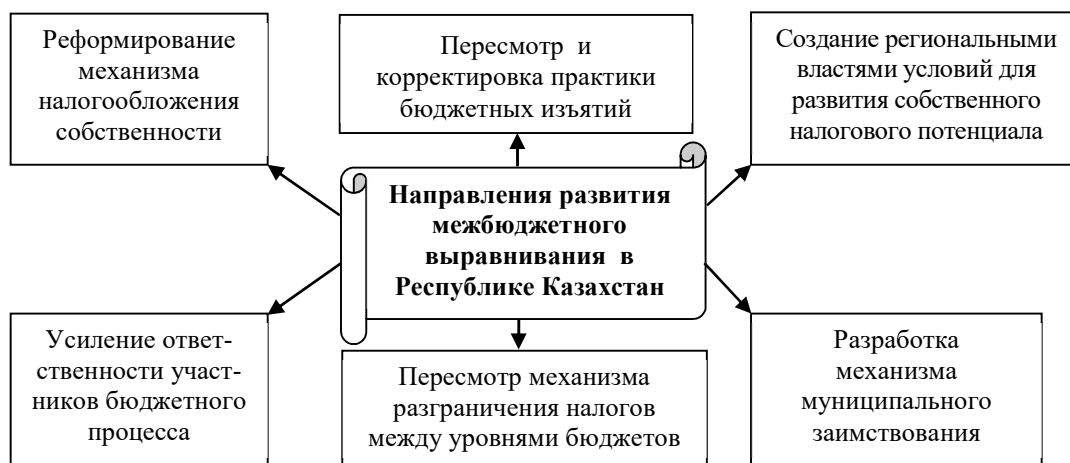 Реформирование
механизма
налогообложения
собственности
Пересмотр и
корректировка практики
бюджетных изъятий
Создание региональными
властями условий для
развития собственного
налогового потенциала
Направления развития
межбюджетного
выравнивания в
Республике Казахстан
Усиление ответ-
ственности участ-
ников бюджетного
процесса
Пересмотр механизма
разграничения налогов
между уровнями бюджетов
Разработка
механизма
муниципального
заимствования